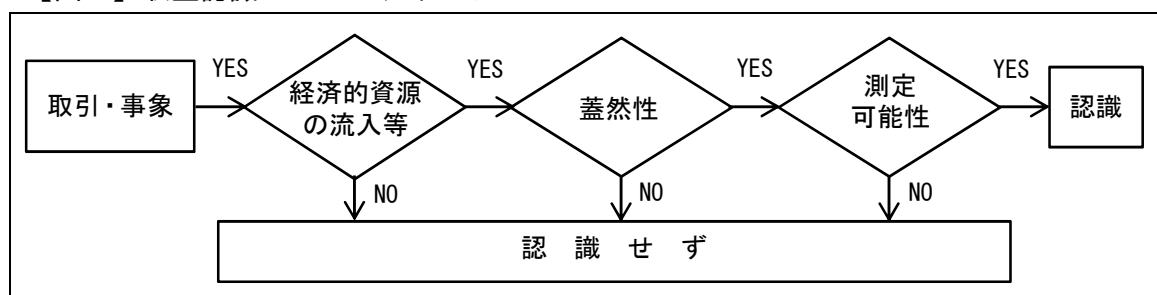 取引・事象
YES
経済的資源
の流入等
YES
蓋然性
YES
測定
可能性
YES
認識
NO
NO
NO
認 識 せ ず